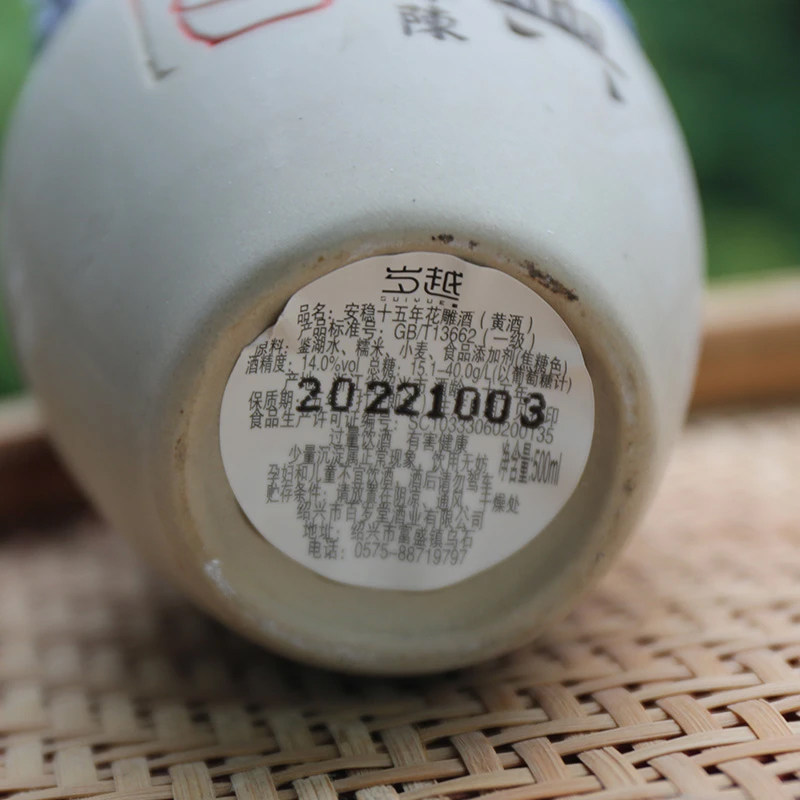 陳
岁越
SUIYUE
品名：安稳十五年花雕酒（黄酒）
产品标准号：GB/T13662（一级）
原料：鉴湖水、糯米、小麦、食品添加剂(焦糖色)
酒精度：14.0%vol 总糖：15.1-40.0g/L(以葡萄糖计)
产地：浙江
20221003
保质期
食品生产许可证编号：SC10333060200135
过量饮酒 有害健康
少量沉淀属正常现象，饮用无妨
净含量:500ml
孕妇和儿童不宜饮酒，酒后请勿驾车
贮存条件：请放置在阴凉、通风、干燥处
绍兴市百岁堂酒业有限公司
地址：绍兴市富盛镇乌石
电话：0575-88719797